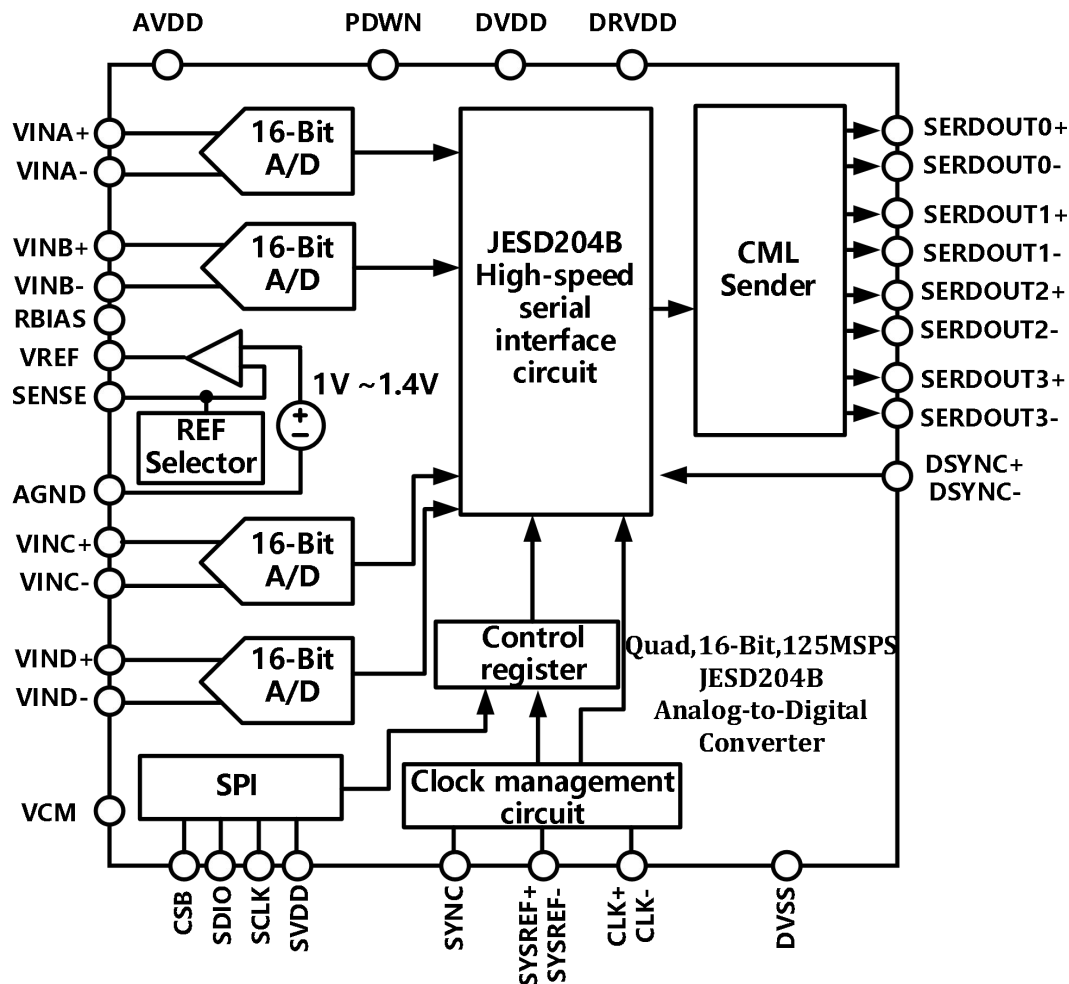 AVDD
PDWN
DVDD
DRVDD
VINA+
VINA-
16-Bit
A/D
VINB+
VINB-
16-Bit
A/D
RBIAS
VREF
SENSE
1V ~1.4V
+
−
REF
Selector
AGND
VINC+
VINC-
16-Bit
A/D
VIND+
VIND-
16-Bit
A/D
JESD204B
High-speed
serial
interface
circuit
CML
Sender
SERDOUT0+
SERDOUT0-
SERDOUT1+
SERDOUT1-
SERDOUT2+
SERDOUT2-
SERDOUT3+
SERDOUT3-
DSYNC+
DSYNC-
Control
register
Quad,16-Bit,125MSPS
JESD204B
Analog-to-Digital
Converter
SPI
Clock management
circuit
VCM
CSB
SDIO
SCLK
SVDD
SYNC
SYSREF+
SYSREF-
CLK+
CLK-
DVSS